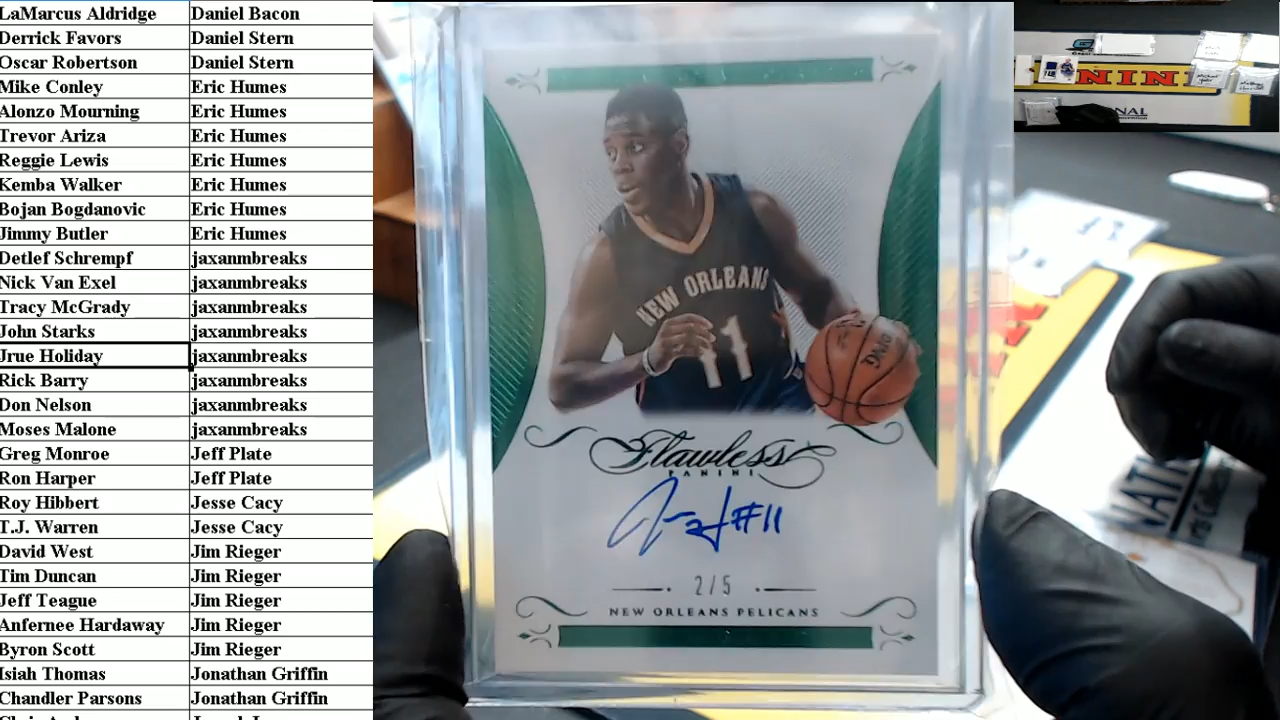 LaMarcus Aldridge Daniel Bacon
Derrick Favors Daniel Stern
Oscar Robertson Daniel Stern
Mike Conley Eric Humes
Alonzo Mourning Eric Humes
Trevor Ariza Eric Humes
Reggie Lewis Eric Humes
Kemba Walker Eric Humes
Bojan Bogdanovic Eric Humes
Jimmy Butler Eric Humes
Detlef Schrempf jaxanmbreaks
Nick Van Exel jaxanmbreaks
Tracy McGrady jaxanmbreaks
John Starks jaxanmbreaks
Jrue Holiday jaxanmbreaks
Rick Barry jaxanmbreaks
Don Nelson jaxanmbreaks
Moses Malone jaxanmbreaks
Greg Monroe Jeff Plate
Ron Harper Jeff Plate
Roy Hibbert Jesse Cacy
T.J. Warren Jesse Cacy
David West Jim Rieger
Tim Duncan Jim Rieger
Jeff Teague Jim Rieger
Anfernee Hardaway Jim Rieger
Byron Scott Jim Rieger
Isiah Thomas Jonathan Griffin
Chandler Parsons Jonathan Griffin
NEW ORLEANS
11
Flawless
PANINI
#11
2/5
NEW ORLEANS PELICANS
NINI
NAL